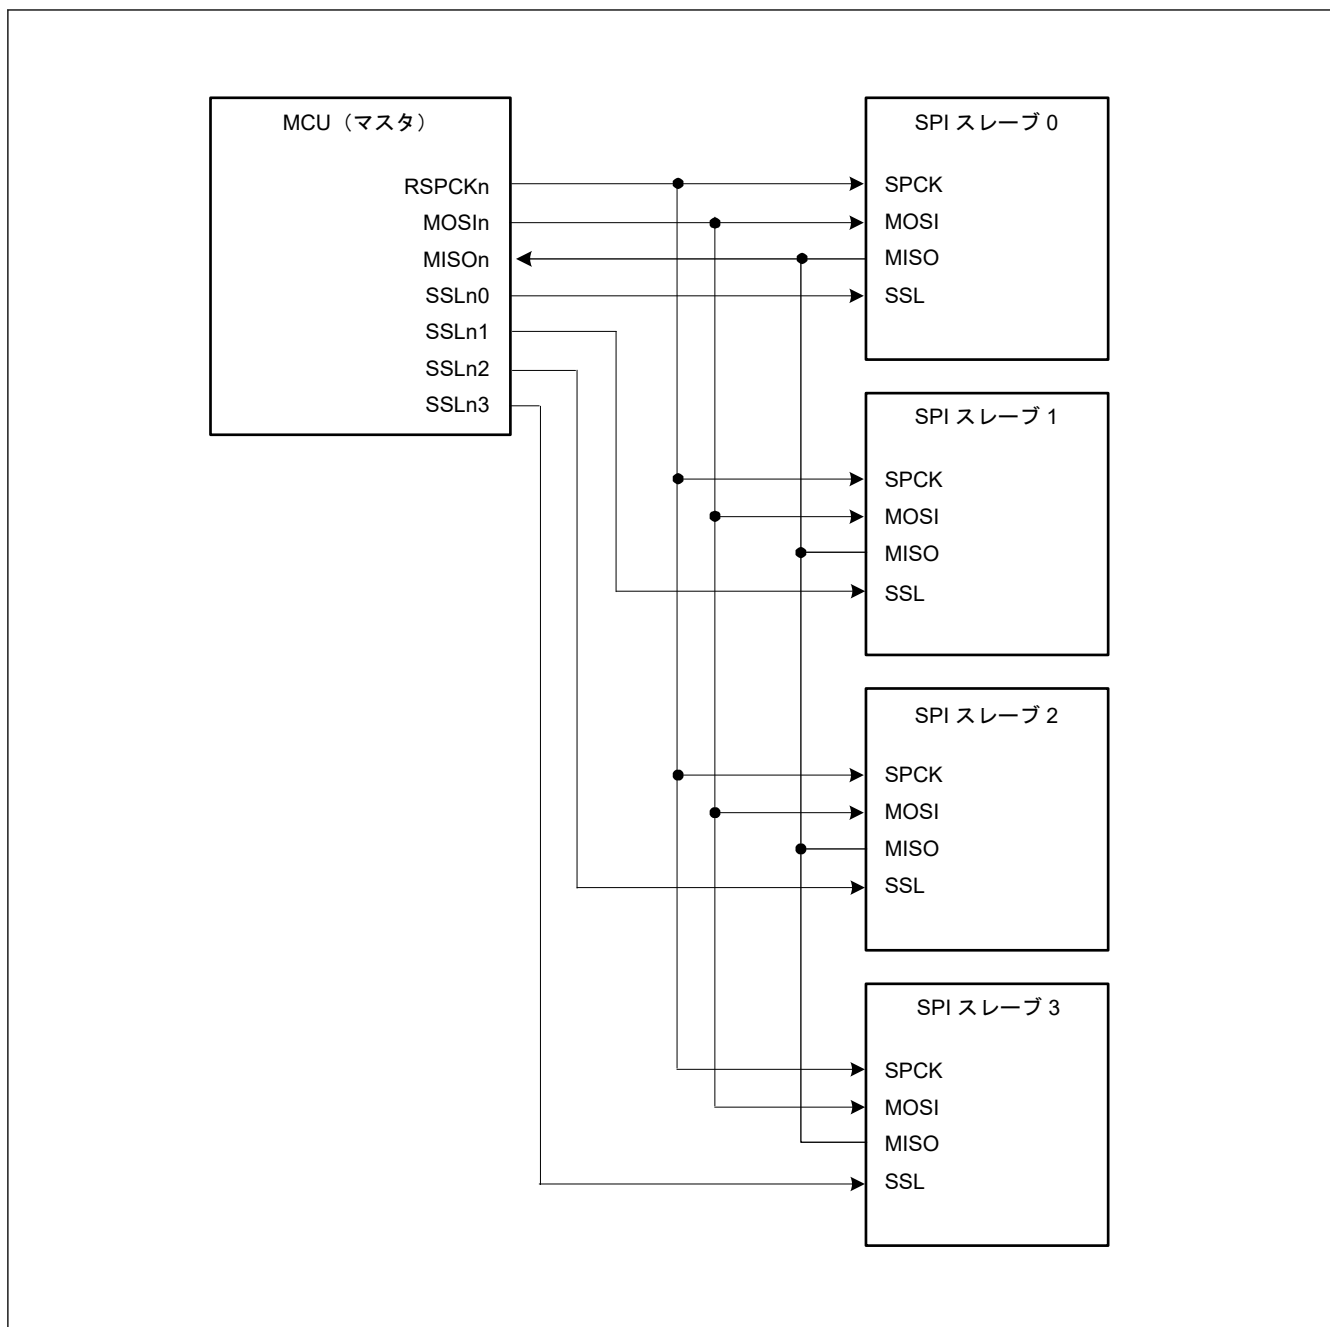 MCU（マスタ）
RSPCKn
MOSIn
MISOn
SSLn0
SSLn1
SSLn2
SSLn3
SPI スレーブ 0
SPCK
MOSI
MISO
SSL
SPI スレーブ 1
SPCK
MOSI
MISO
SSL
SPI スレーブ 2
SPCK
MOSI
MISO
SSL
SPI スレーブ 3
SPCK
MOSI
MISO
SSL